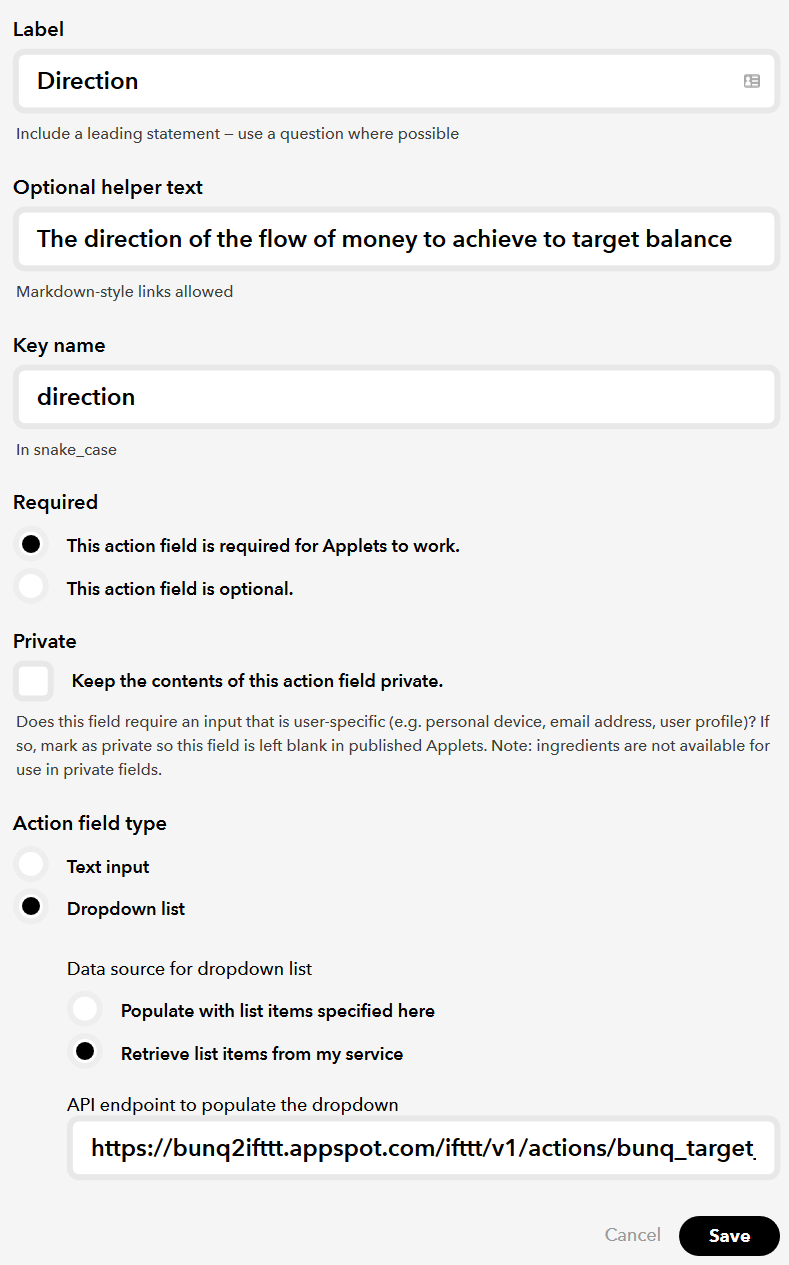 Label
Direction
Include a leading statement – use a question where possible
Optional helper text
The direction of the flow of money to achieve to target balance
Markdown-style links allowed
Key name
direction
In snake_case
Required
This action field is required for Applets to work.
This action field is optional.
Private
Keep the contents of this action field private.
Does this field require an input that is user-specific (e.g. personal device, email address, user profile)? If
so, mark as private so this field is left blank in published Applets. Note: ingredients are not available for
use in private fields.
Action field type
Text input
Dropdown list
Data source for dropdown list
Populate with list items specified here
Retrieve list items from my service
API endpoint to populate the dropdown
https://bunq2ifttt.appspot.com/ifttt/v1/actions/bunq_target_
Cancel
Save